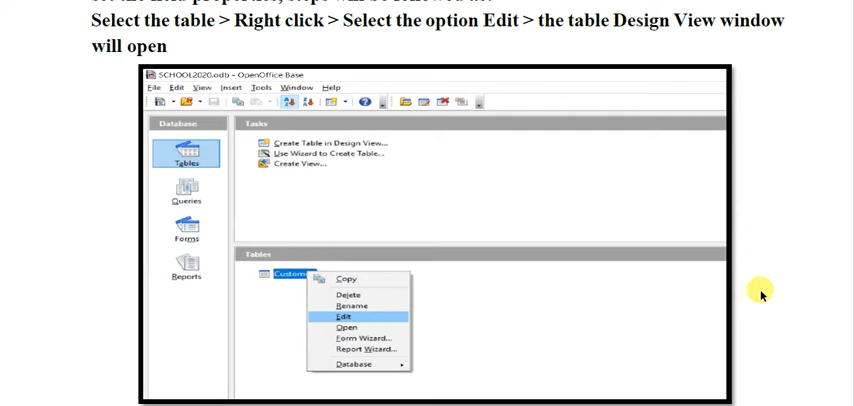 Select the table > Right click > Select the option Edit > the table Design View window
will open
SCHOOL2020.odb - OpenOffice Base
File Edit View Insert Tools Window Help
Database
Tasks
Tables
Queries
Forms
Reports
Create Table in Design View...
Use Wizard to Create Table...
Create View...
Tables
Custom
Copy
Delete
Rename
Edit
Open
Form Wizard...
Report Wizard...
Database